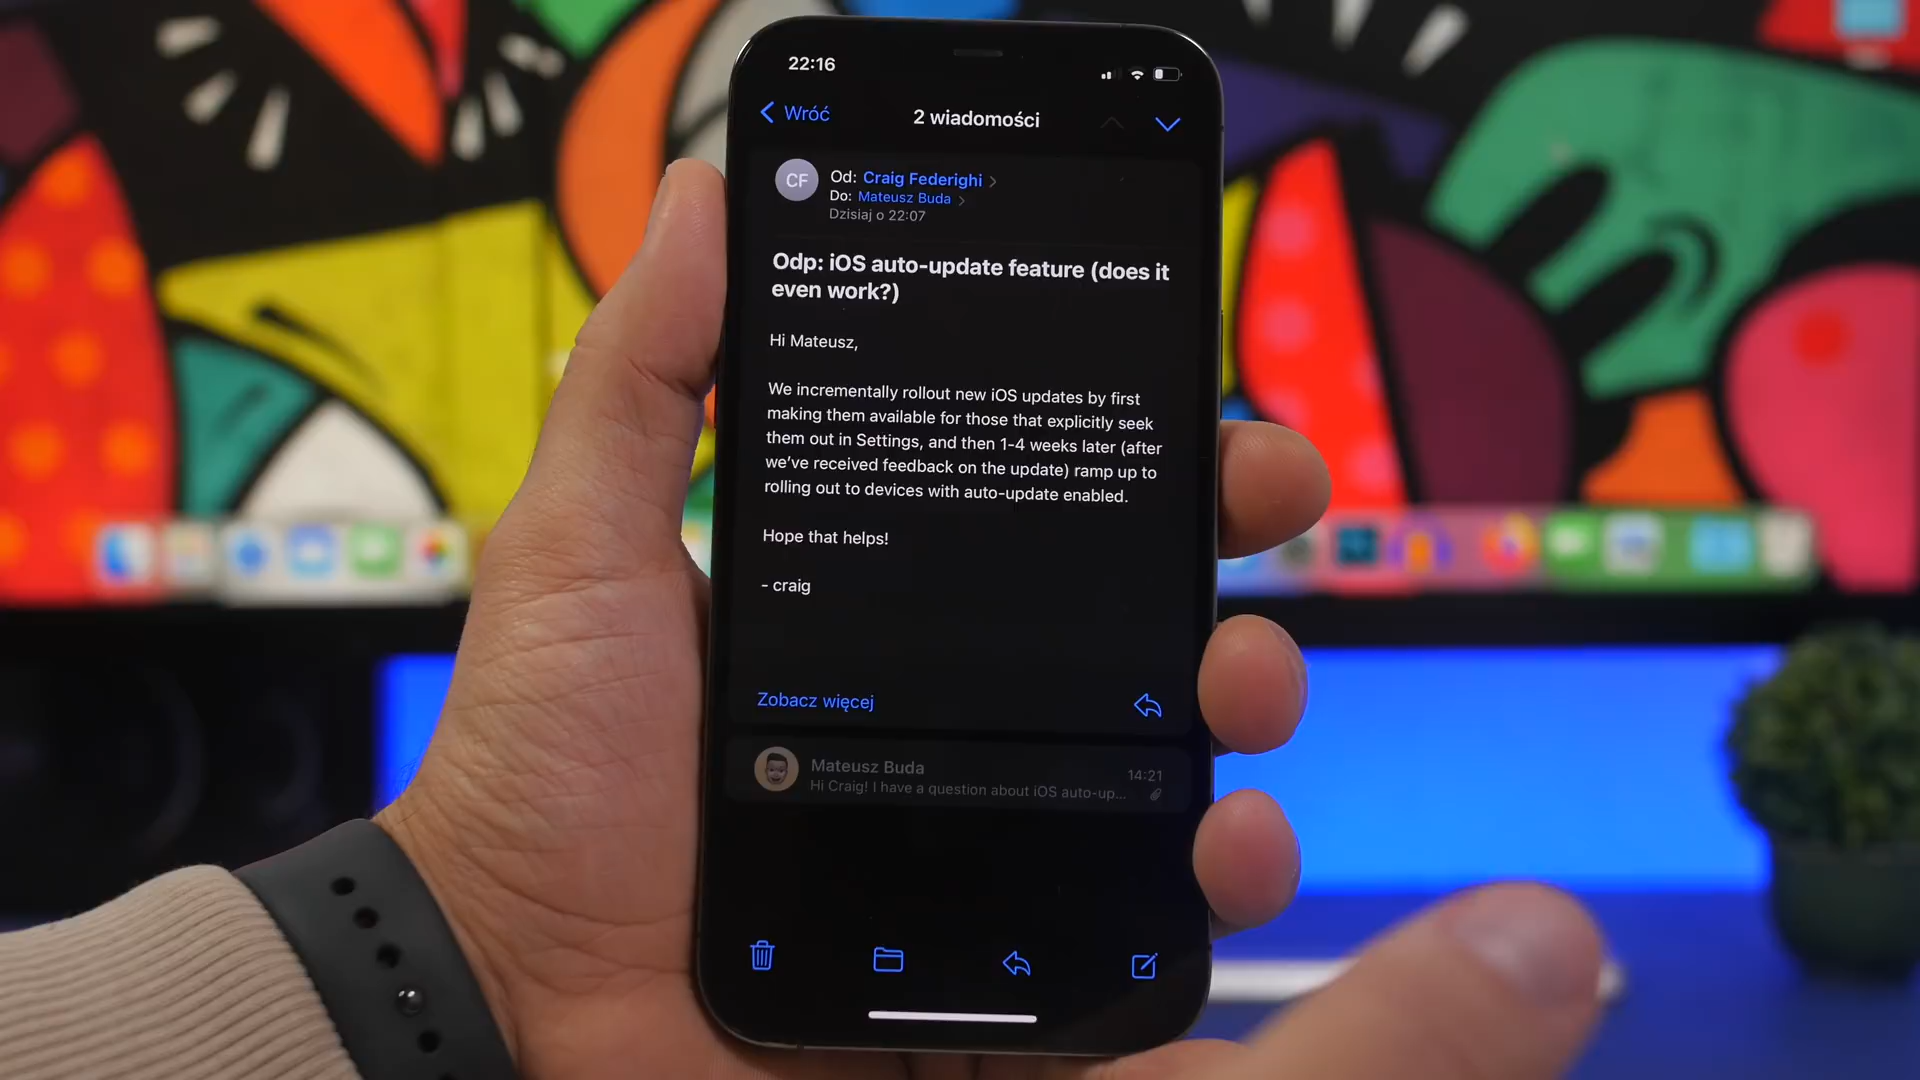 22:16
Wróć
2 wiadomości
CF
Od: Craig Federighi
Do: Mateusz Buda
Dzisiaj o 22:07
Odp: iOS auto-update feature (does it
even work?)
Hi Mateusz,
We incrementally rollout new iOS updates by first
making them available for those that explicitly seek
them out in Settings, and then 1-4 weeks later (after
we've received feedback on the update) ramp up to
rolling out to devices with auto-update enabled.
Hope that helps!
- craig
Zobacz więcej
Mateusz Buda
14:21
Hi Craig! I have a question about iOS auto-up...